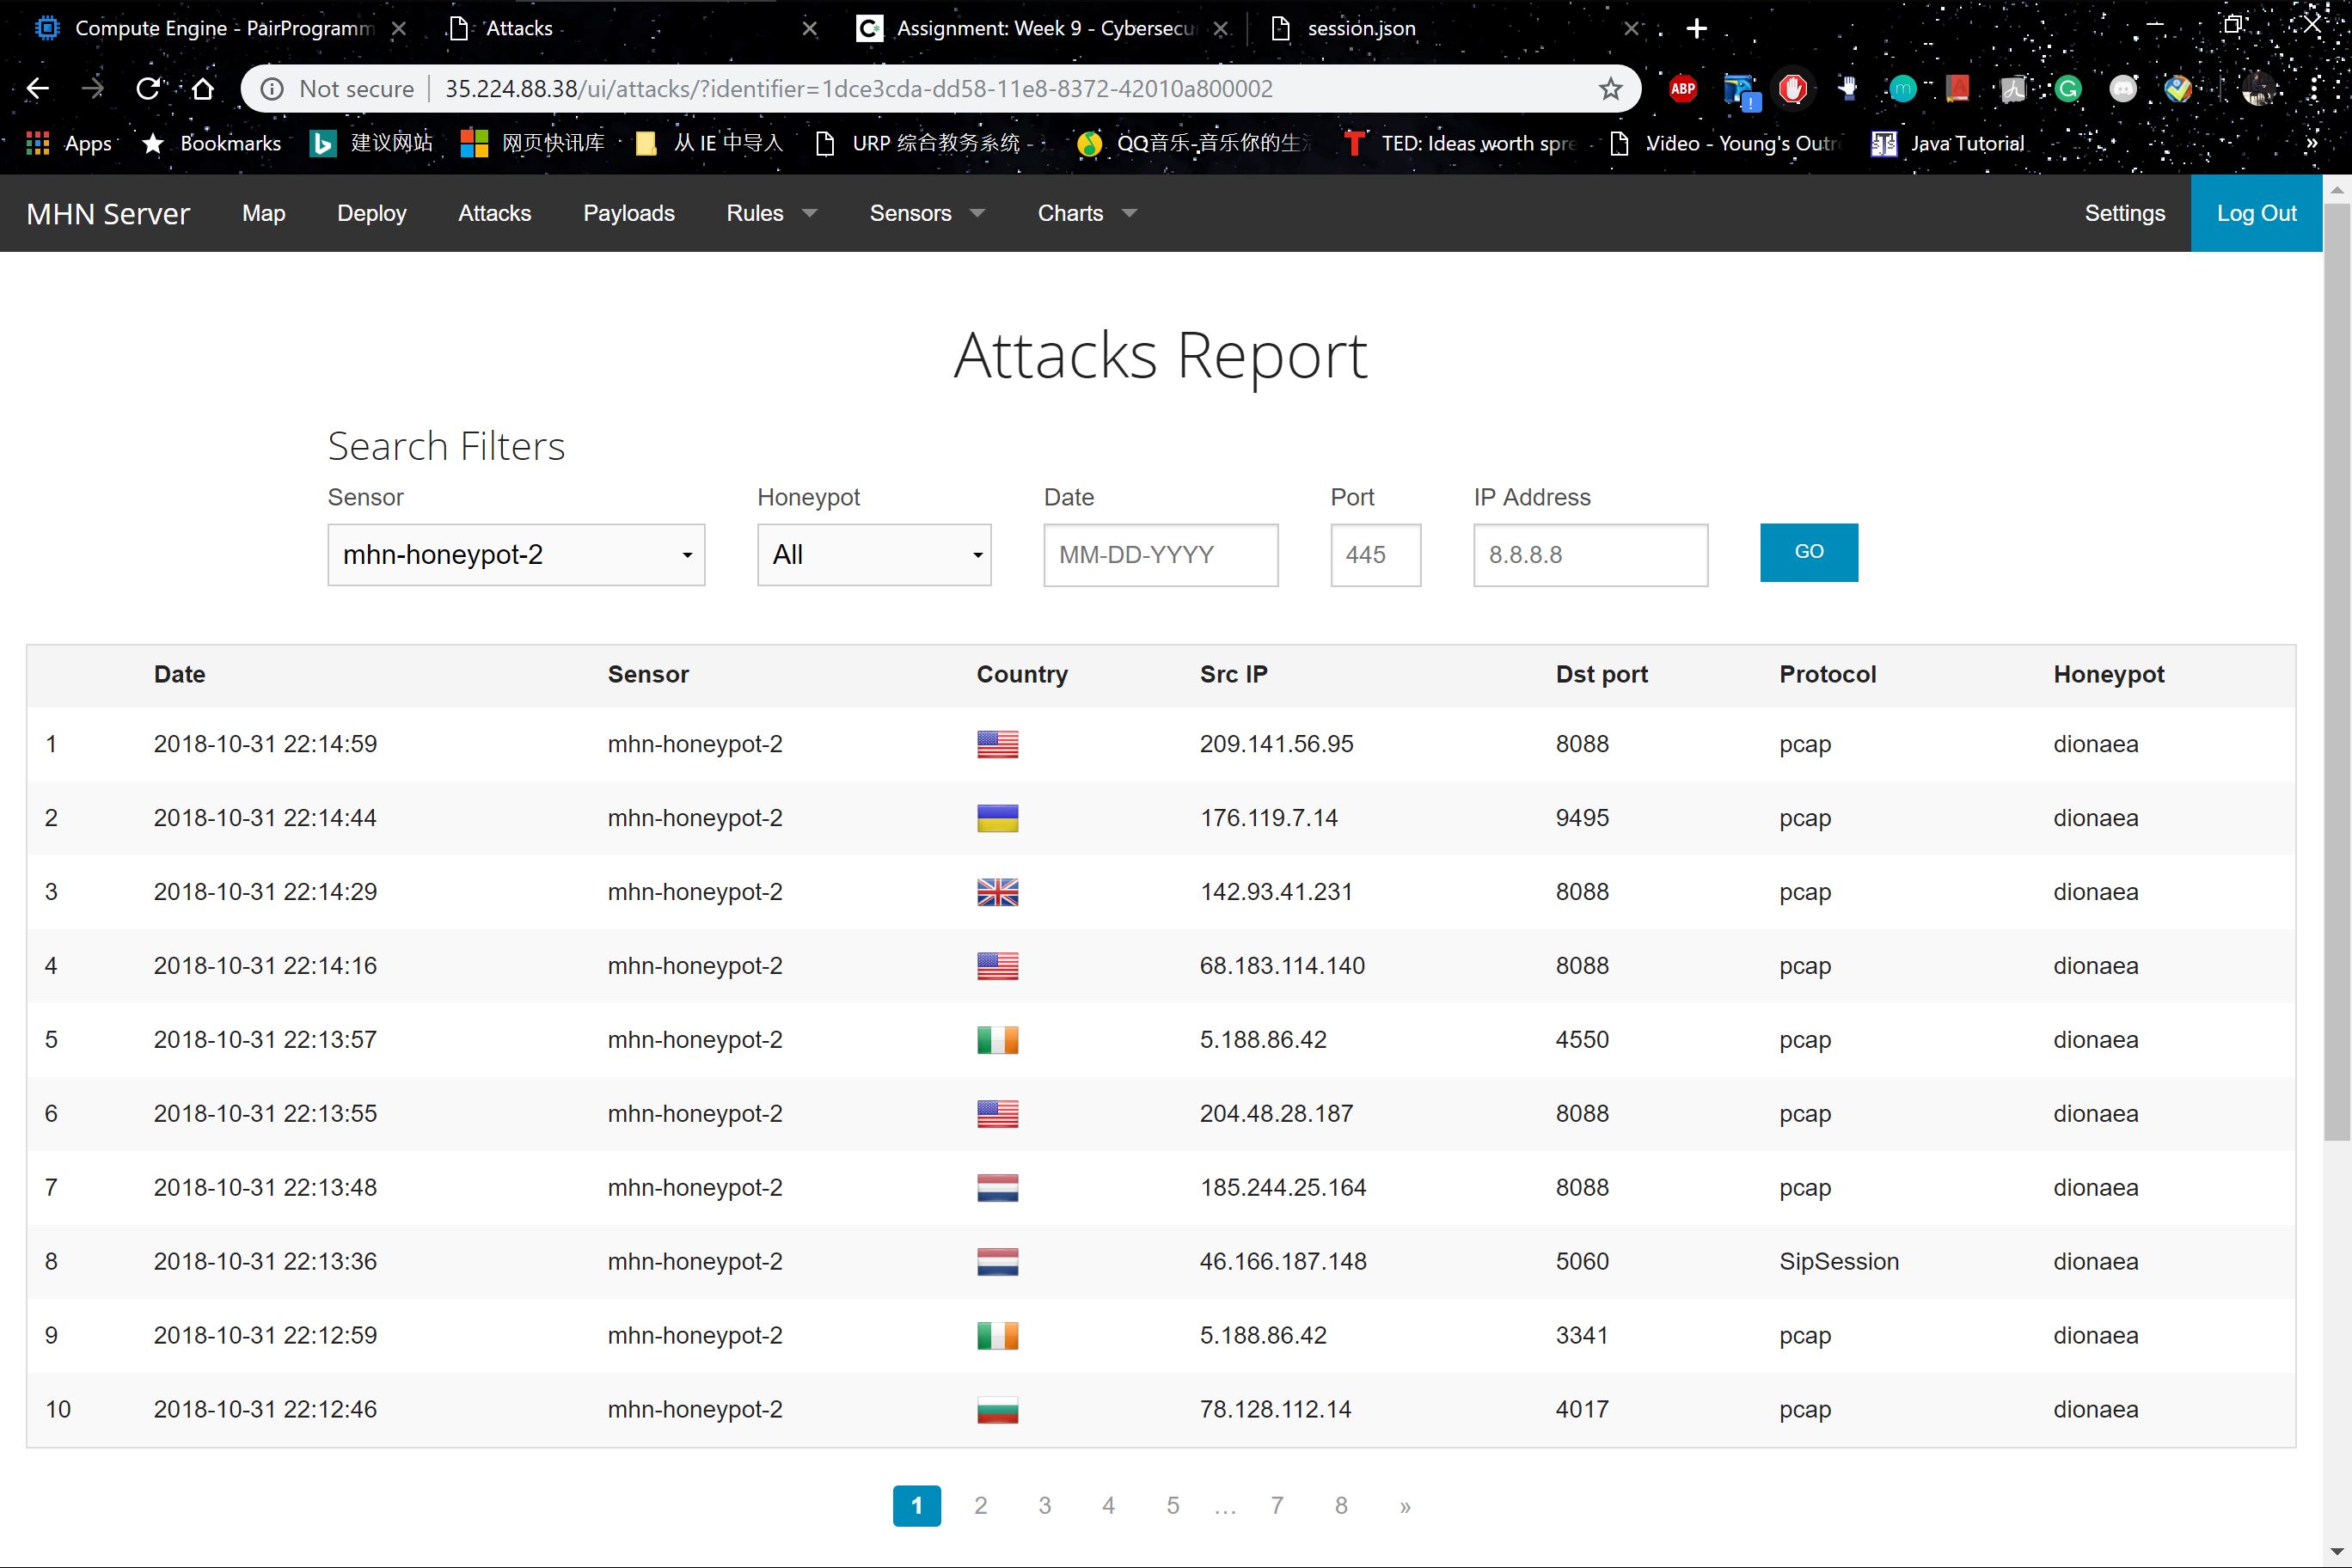 Compute Engine - PairProgramm
Attacks
Assignment: Week 9 - Cybersecu
session.json
Not secure 35.224.88.38/ui/attacks/?identifier=1dce3cda-dd58-11e8-8372-42010a800002
ABP
Apps Bookmarks 建议网站 网页快讯库 从 IE 中导入 URP 综合教务系统 - QQ音乐-音乐你的生 TED: Ideas worth spre Video - Young's Outr Java Tutorial »
MHN Server Map Deploy Attacks Payloads Rules Sensors Charts Settings Log Out
Attacks Report
Search Filters
Sensor Honeypot Date Port IP Address
mhn-honeypot-2 All MM-DD-YYYY 445 8.8.8.8 GO
Date Sensor Country Src IP Dst port Protocol Honeypot
1 2018-10-31 22:14:59 mhn-honeypot-2 209.141.56.95 8088 pcap dionaea
2 2018-10-31 22:14:44 mhn-honeypot-2 176.119.7.14 9495 pcap dionaea
3 2018-10-31 22:14:29 mhn-honeypot-2 142.93.41.231 8088 pcap dionaea
4 2018-10-31 22:14:16 mhn-honeypot-2 68.183.114.140 8088 pcap dionaea
5 2018-10-31 22:13:57 mhn-honeypot-2 5.188.86.42 4550 pcap dionaea
6 2018-10-31 22:13:55 mhn-honeypot-2 204.48.28.187 8088 pcap dionaea
7 2018-10-31 22:13:48 mhn-honeypot-2 185.244.25.164 8088 pcap dionaea
8 2018-10-31 22:13:36 mhn-honeypot-2 46.166.187.148 5060 SipSession dionaea
9 2018-10-31 22:12:59 mhn-honeypot-2 5.188.86.42 3341 pcap dionaea
10 2018-10-31 22:12:46 mhn-honeypot-2 78.128.112.14 4017 pcap dionaea
1 2 3 4 5 ... 7 8 »